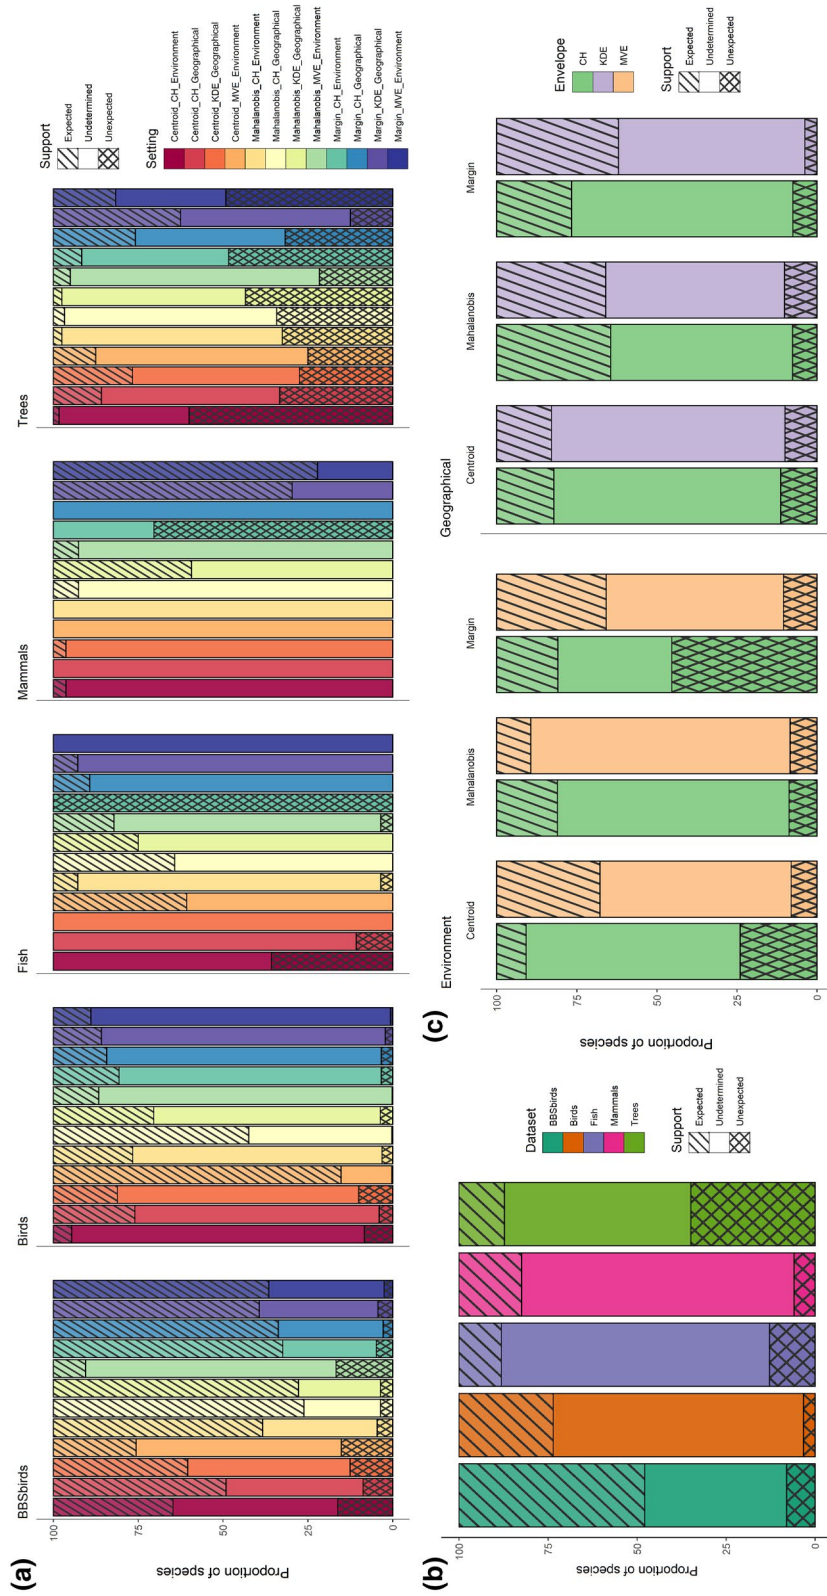 (a)
BBSbirds
Birds
Fish
Mammals
Trees
Proportion of species
100
75
50
25
0
Support
Expected
Undetermined
Unexpected
Setting
Centroid_CH_Environment
Centroid_CH_Geographical
Centroid_KDE_Geographical
Centroid_MVE_Environment
Mahalanobis_CH_Environment
Mahalanobis_CH_Geographical
Mahalanobis_KDE_Geographical
Mahalanobis_MVE_Environment
Margin_CH_Environment
Margin_CH_Geographical
Margin_KDE_Geographical
Margin_MVE_Environment
(b)
Proportion of species
100
75
50
25
0
Dataset
BBSbirds
Birds
Fish
Mammals
Trees
Support
Expected
Undetermined
Unexpected
(c)
Environment
Geographical
Centroid
Mahalanobis
Margin
Centroid
Mahalanobis
Margin
Proportion of species
100
75
50
25
0
Envelope
CH
KDE
MVE
Support
Expected
Undetermined
Unexpected